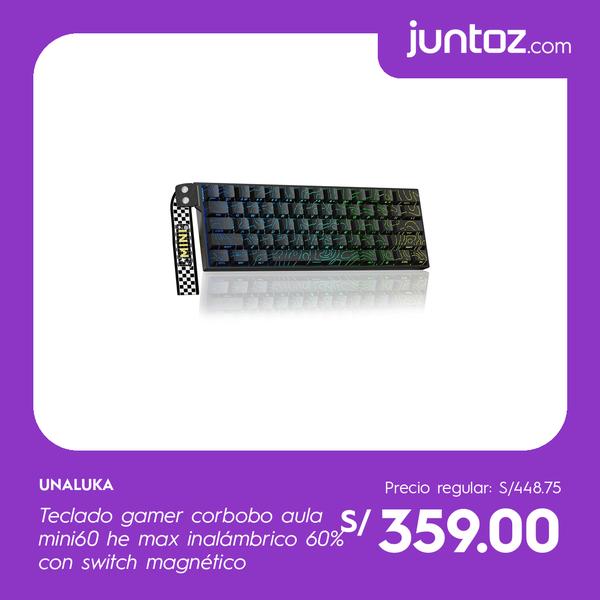 juntoz.com
MINI
UNALUKA
Teclado gamer corbobo aula
mini60 he max inalámbrico 60%
con switch magnético
Precio regular: S/448.75
S/ 359.00